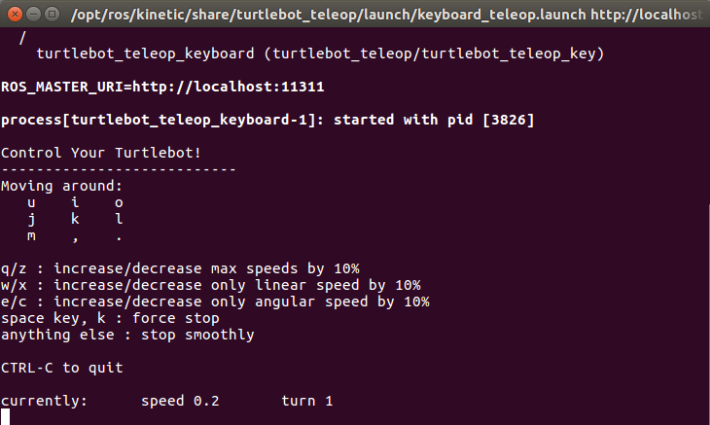 /opt/ros/kinetic/share/turtlebot_teleop/launch/keyboard_teleop.launch http://localhost
/
turtlebot_teleop_keyboard (turtlebot_teleop/turtlebot_teleop_key)
ROS_MASTER_URI=http://localhost:11311
process[turtlebot_teleop_keyboard-1]: started with pid [3826]
Control Your Turtlebot!
---------------------------
Moving around:
u i o
j k l
m , .
q/z : increase/decrease max speeds by 10%
w/x : increase/decrease only linear speed by 10%
e/c : increase/decrease only angular speed by 10%
space key, k : force stop
anything else : stop smoothly
CTRL-C to quit
currently: speed 0.2 turn 1